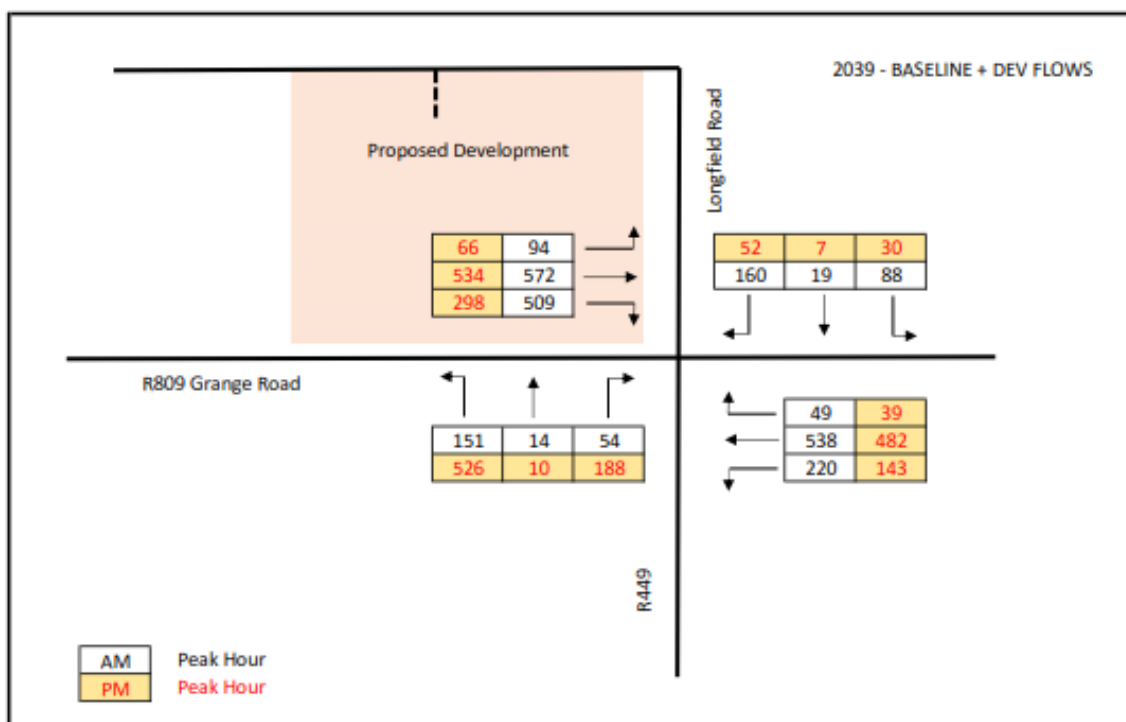 2039 - BASELINE + DEV FLOWS
Longfield Road
Proposed Development
66 94
534 572
298 509
52 7 30
160 19 88
R809 Grange Road
151 14 54
526 10 188
49 39
538 482
220 143
R449
AM Peak Hour
PM Peak Hour